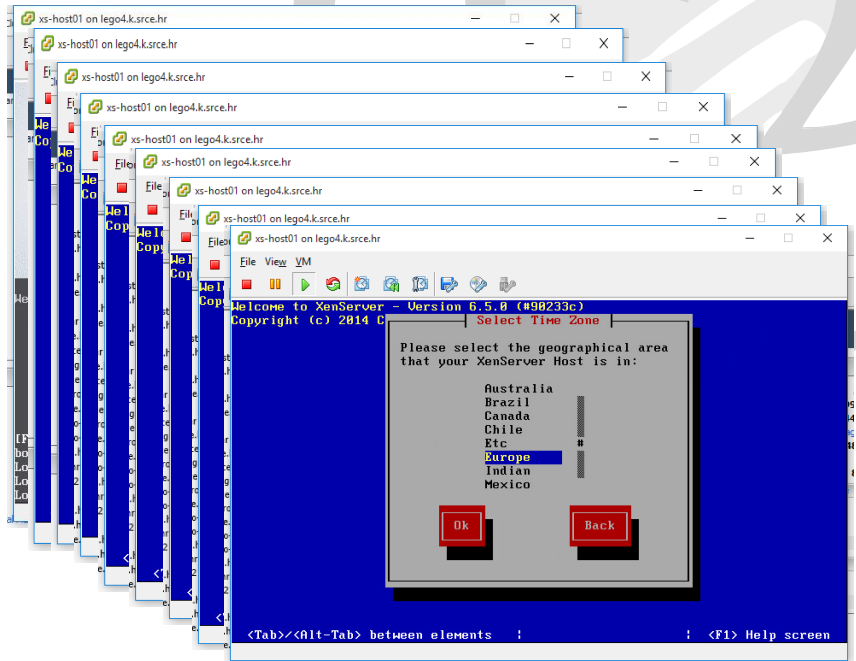 xs-host01 on lego4.k.srce.hr
xs-host01 on lego4.k.srce.hr
xs-host01 on lego4.k.srce.hr
xs-host01 on lego4.k.srce.hr
xs-host01 on lego4.k.srce.hr
xs-host01 on lego4.k.srce.hr
xs-host01 on lego4.k.srce.hr
xs-host01 on lego4.k.srce.hr
xs-host01 on lego4.k.srce.hr
File View VM
Welcome to XenServer - Version 6.5.0 (#90233c)
Copyright (c) 2014 C
Select Time Zone
Please select the geographical area
that your XenServer Host is in:
Australia
Brazil
Canada
Chile
Etc #
Europe
Indian
Mexico
Ok Back
<Tab>/<Alt-Tab> between elements ¦ ¦ <F1> Help screen